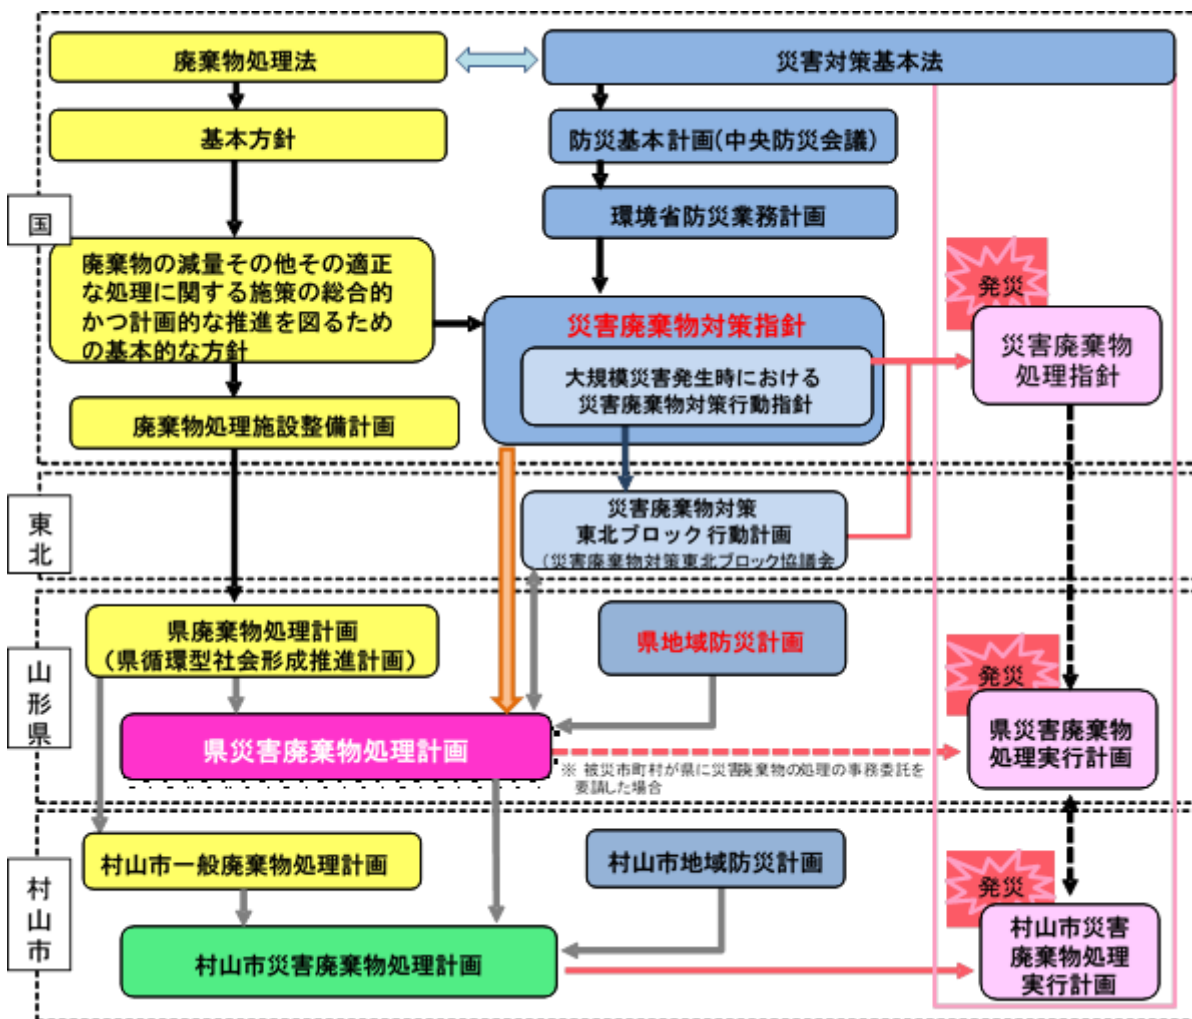 廃棄物処理法
災害対策基本法
基本方針
防災基本計画(中央防災会議)
環境省防災業務計画
国
廃棄物の減量その他その適正
な処理に関する施策の総合的
かつ計画的な推進を図るため
の基本的な方針
災害廃棄物対策指針
大規模災害発生時における
災害廃棄物対策行動指針
発災
災害廃棄物
処理指針
廃棄物処理施設整備計画
東
北
災害廃棄物対策
東北ブロック行動計画
(災害廃棄物対策東北ブロック協議会
山
形
県
県廃棄物処理計画
(県循環型社会形成推進計画)
県地域防災計画
発災
県災害廃棄物処理計画
県災害廃棄物
処理実行計画
※ 被災市町村が県に災害廃棄物の処理の事務委託を
要請した場合
村
山
市
村山市一般廃棄物処理計画
村山市地域防災計画
発災
村山市災害廃棄物処理計画
村山市災害
廃棄物処理
実行計画